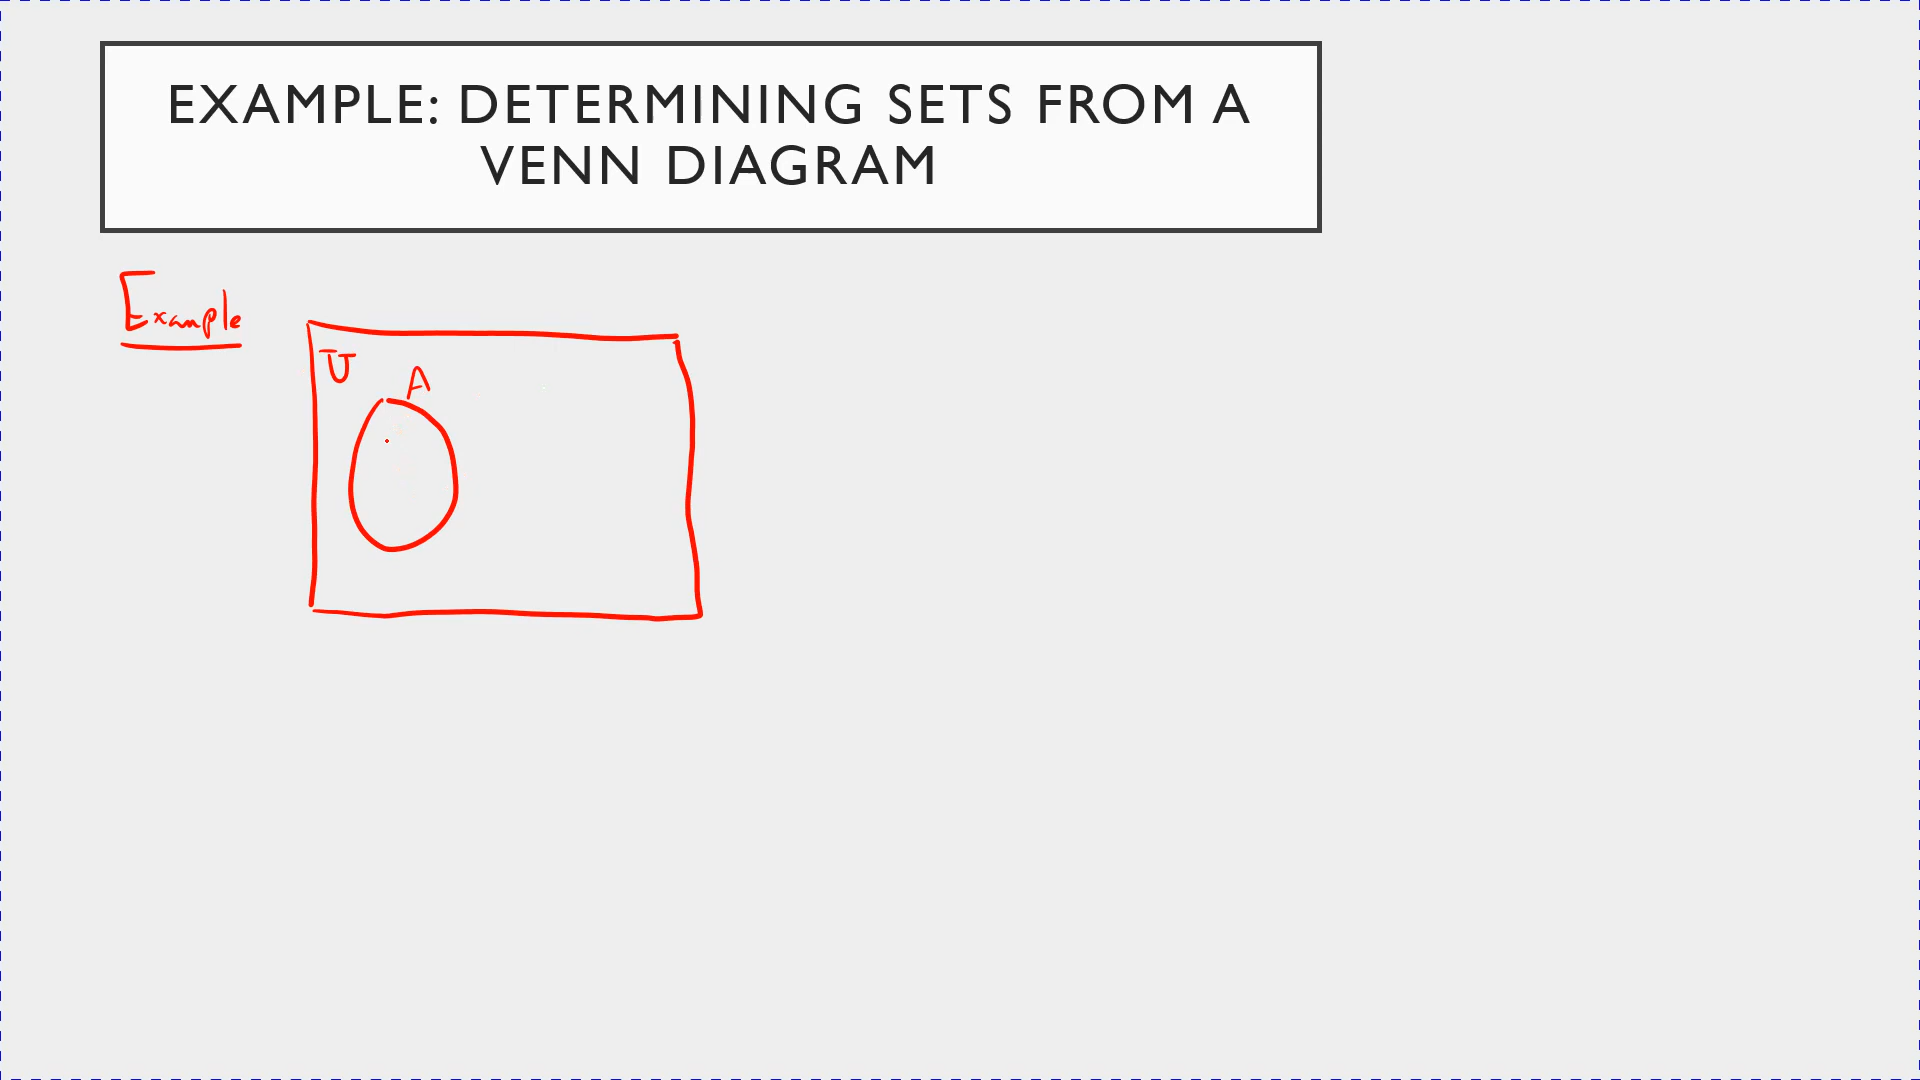 EXAMPLE: DETERMINING SETS FROM A
VENN DIAGRAM
Example
U
A